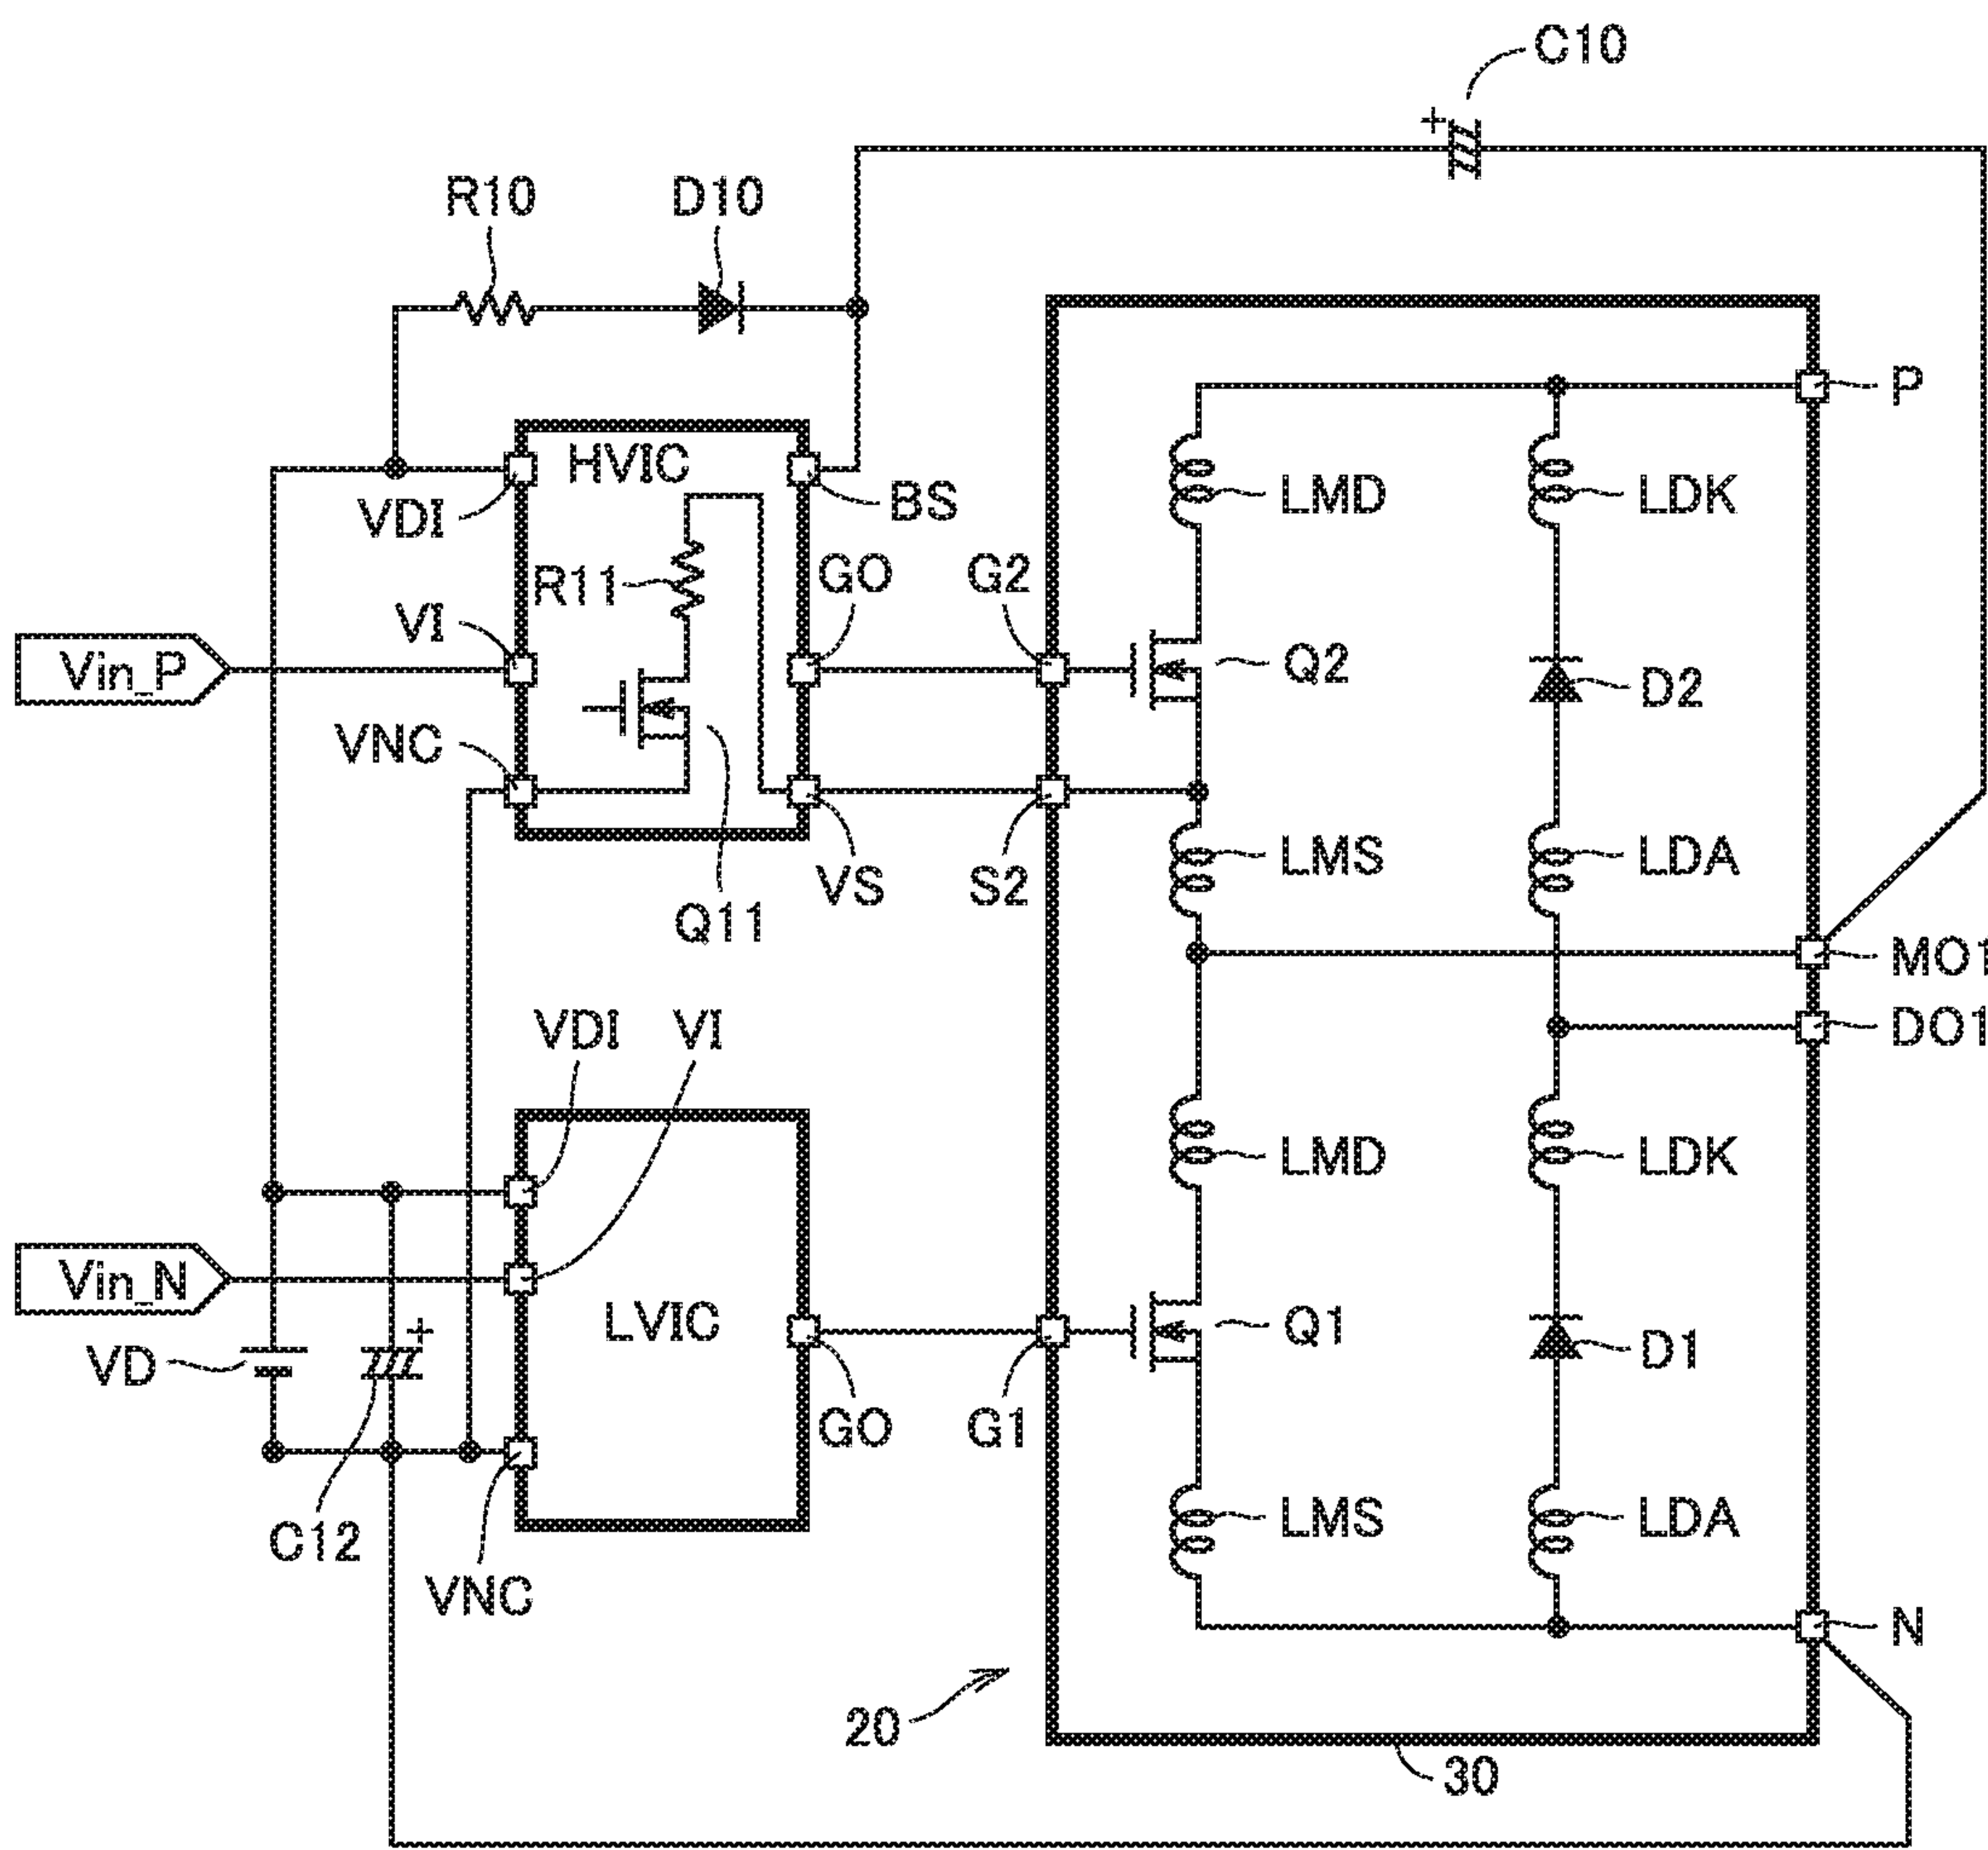 C10
R10
D10
P
HVIC
LMD
LDK
VDI
BS
R11
GO
G2
VI
Vin_P
Q2
D2
VNC
LMS
LDA
VS
S2
Q11
MO1
DO1
VDI
VI
LMD
LDK
Vin_N
LVIC
Q1
D1
VD
GO
G1
C12
LMS
LDA
VNC
N
20
30